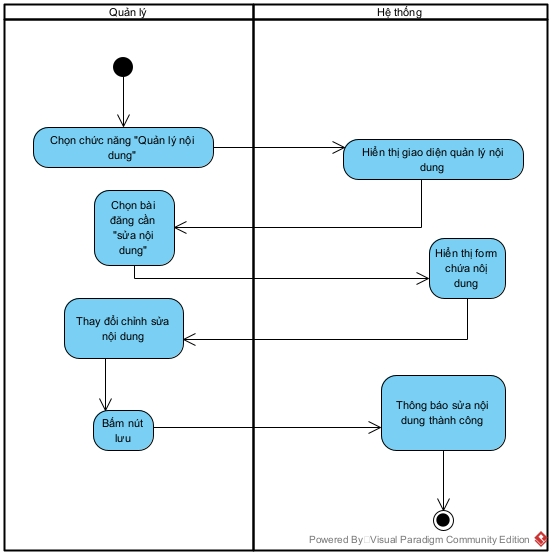 Quản lý
Hệ thống
Chọn chức năng "Quản lý nội
dung"
Hiển thị giao diện quản lý nội
dung
Chọn bài
đăng cần
"sửa nội
dung"
Hiển thị form
chứa nôị
dung
Thay đổi chỉnh sửa
nội dung
Bấm nút
lưu
Thông báo sửa nội
dung thành công
Powered By Visual Paradigm Community Edition